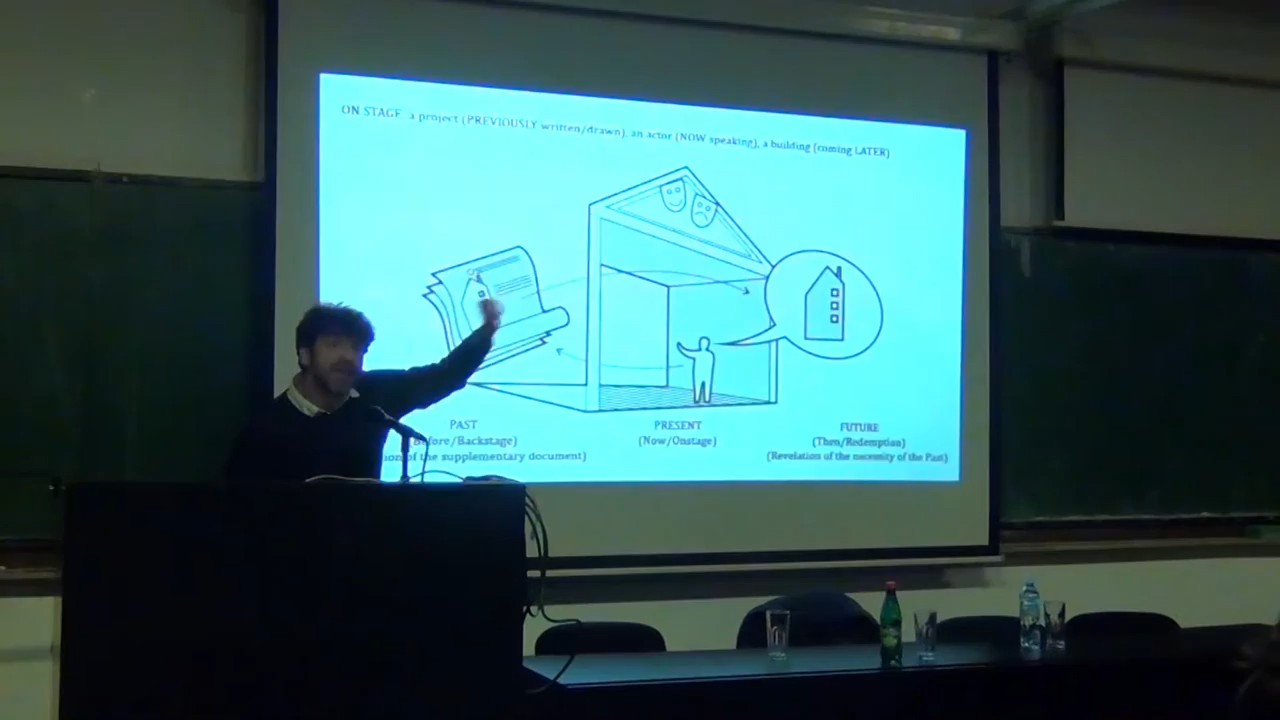 ON STAGE a project (PREVIOUSLY written/drawn), an actor (NOW speaking), a building (coming LATER)
PAST
PRESENT
FUTURE
Before/Backstage)
(Now/Onstage)
(Then/Redemption)
of the supplementary document)
(Revelation of the necessity of the Past)